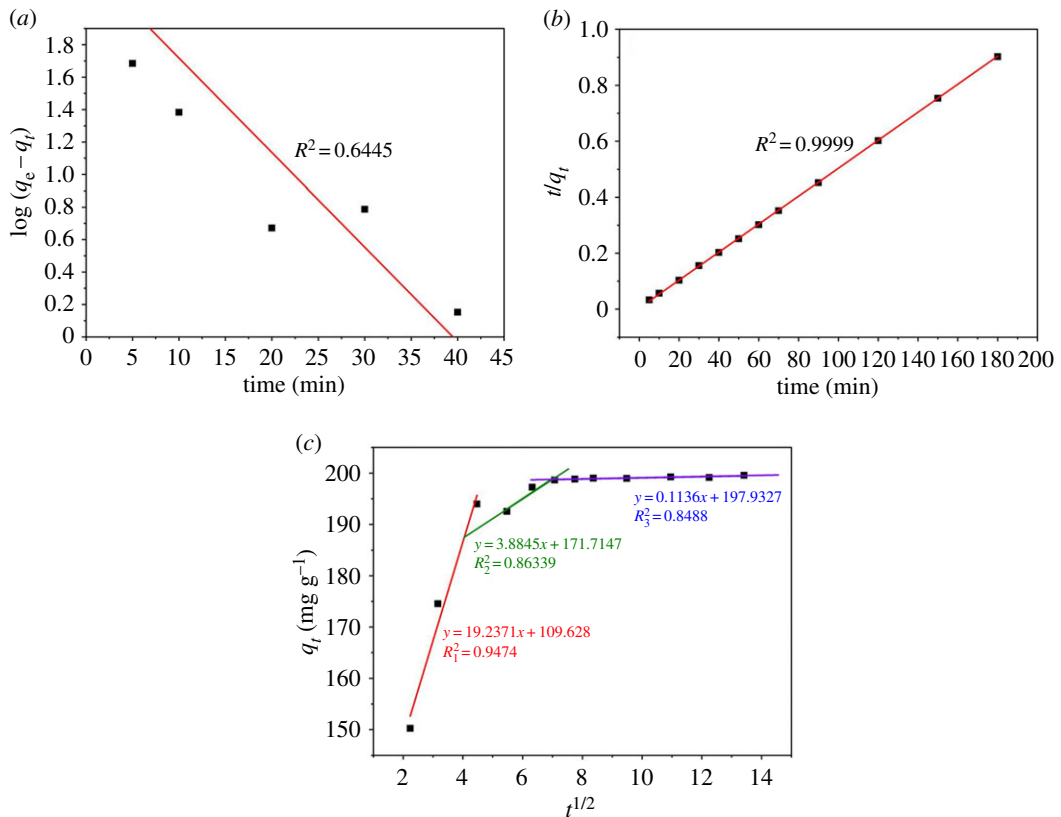 (a)
1.8
1.6
1.4
1.2
1.0
0.8
0.6
0.4
0.2
0
log (qₑ – qₜ)
R² = 0.6445
0 5 10 15 20 25 30 35 40 45
time (min)
(b)
1.0
0.8
0.6
0.4
0.2
0
t/qₜ
R² = 0.9999
0 20 40 60 80 100 120 140 160 180 200
time (min)
(c)
200
190
180
170
160
150
qₜ (mg g⁻¹)
y = 0.1136x + 197.9327
R₃² = 0.8488
y = 3.8845x + 171.7147
R₂² = 0.86339
y = 19.2371x + 109.628
R₁² = 0.9474
2 4 6 8 10 12 14
t¹/²